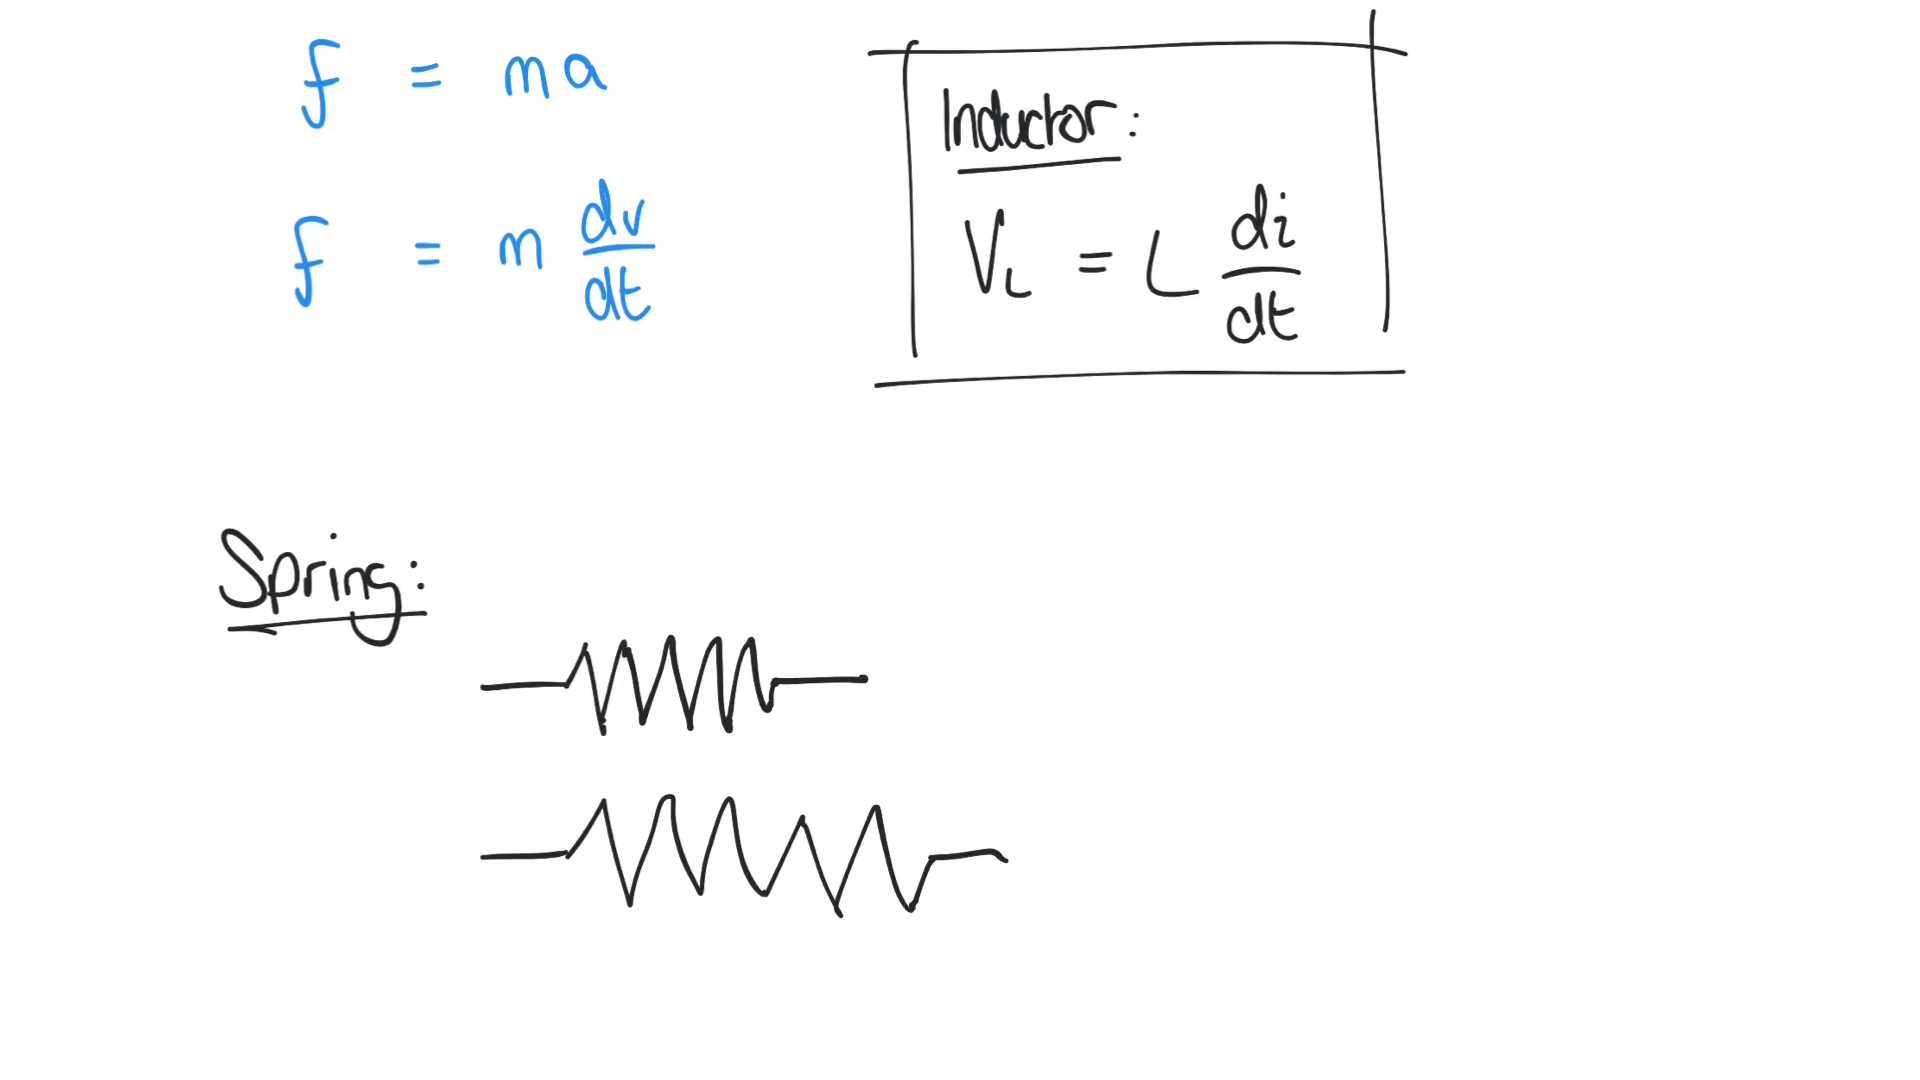 f = ma
f = m dv/dt
Inductor:
V_L = L di/dt
Spring: